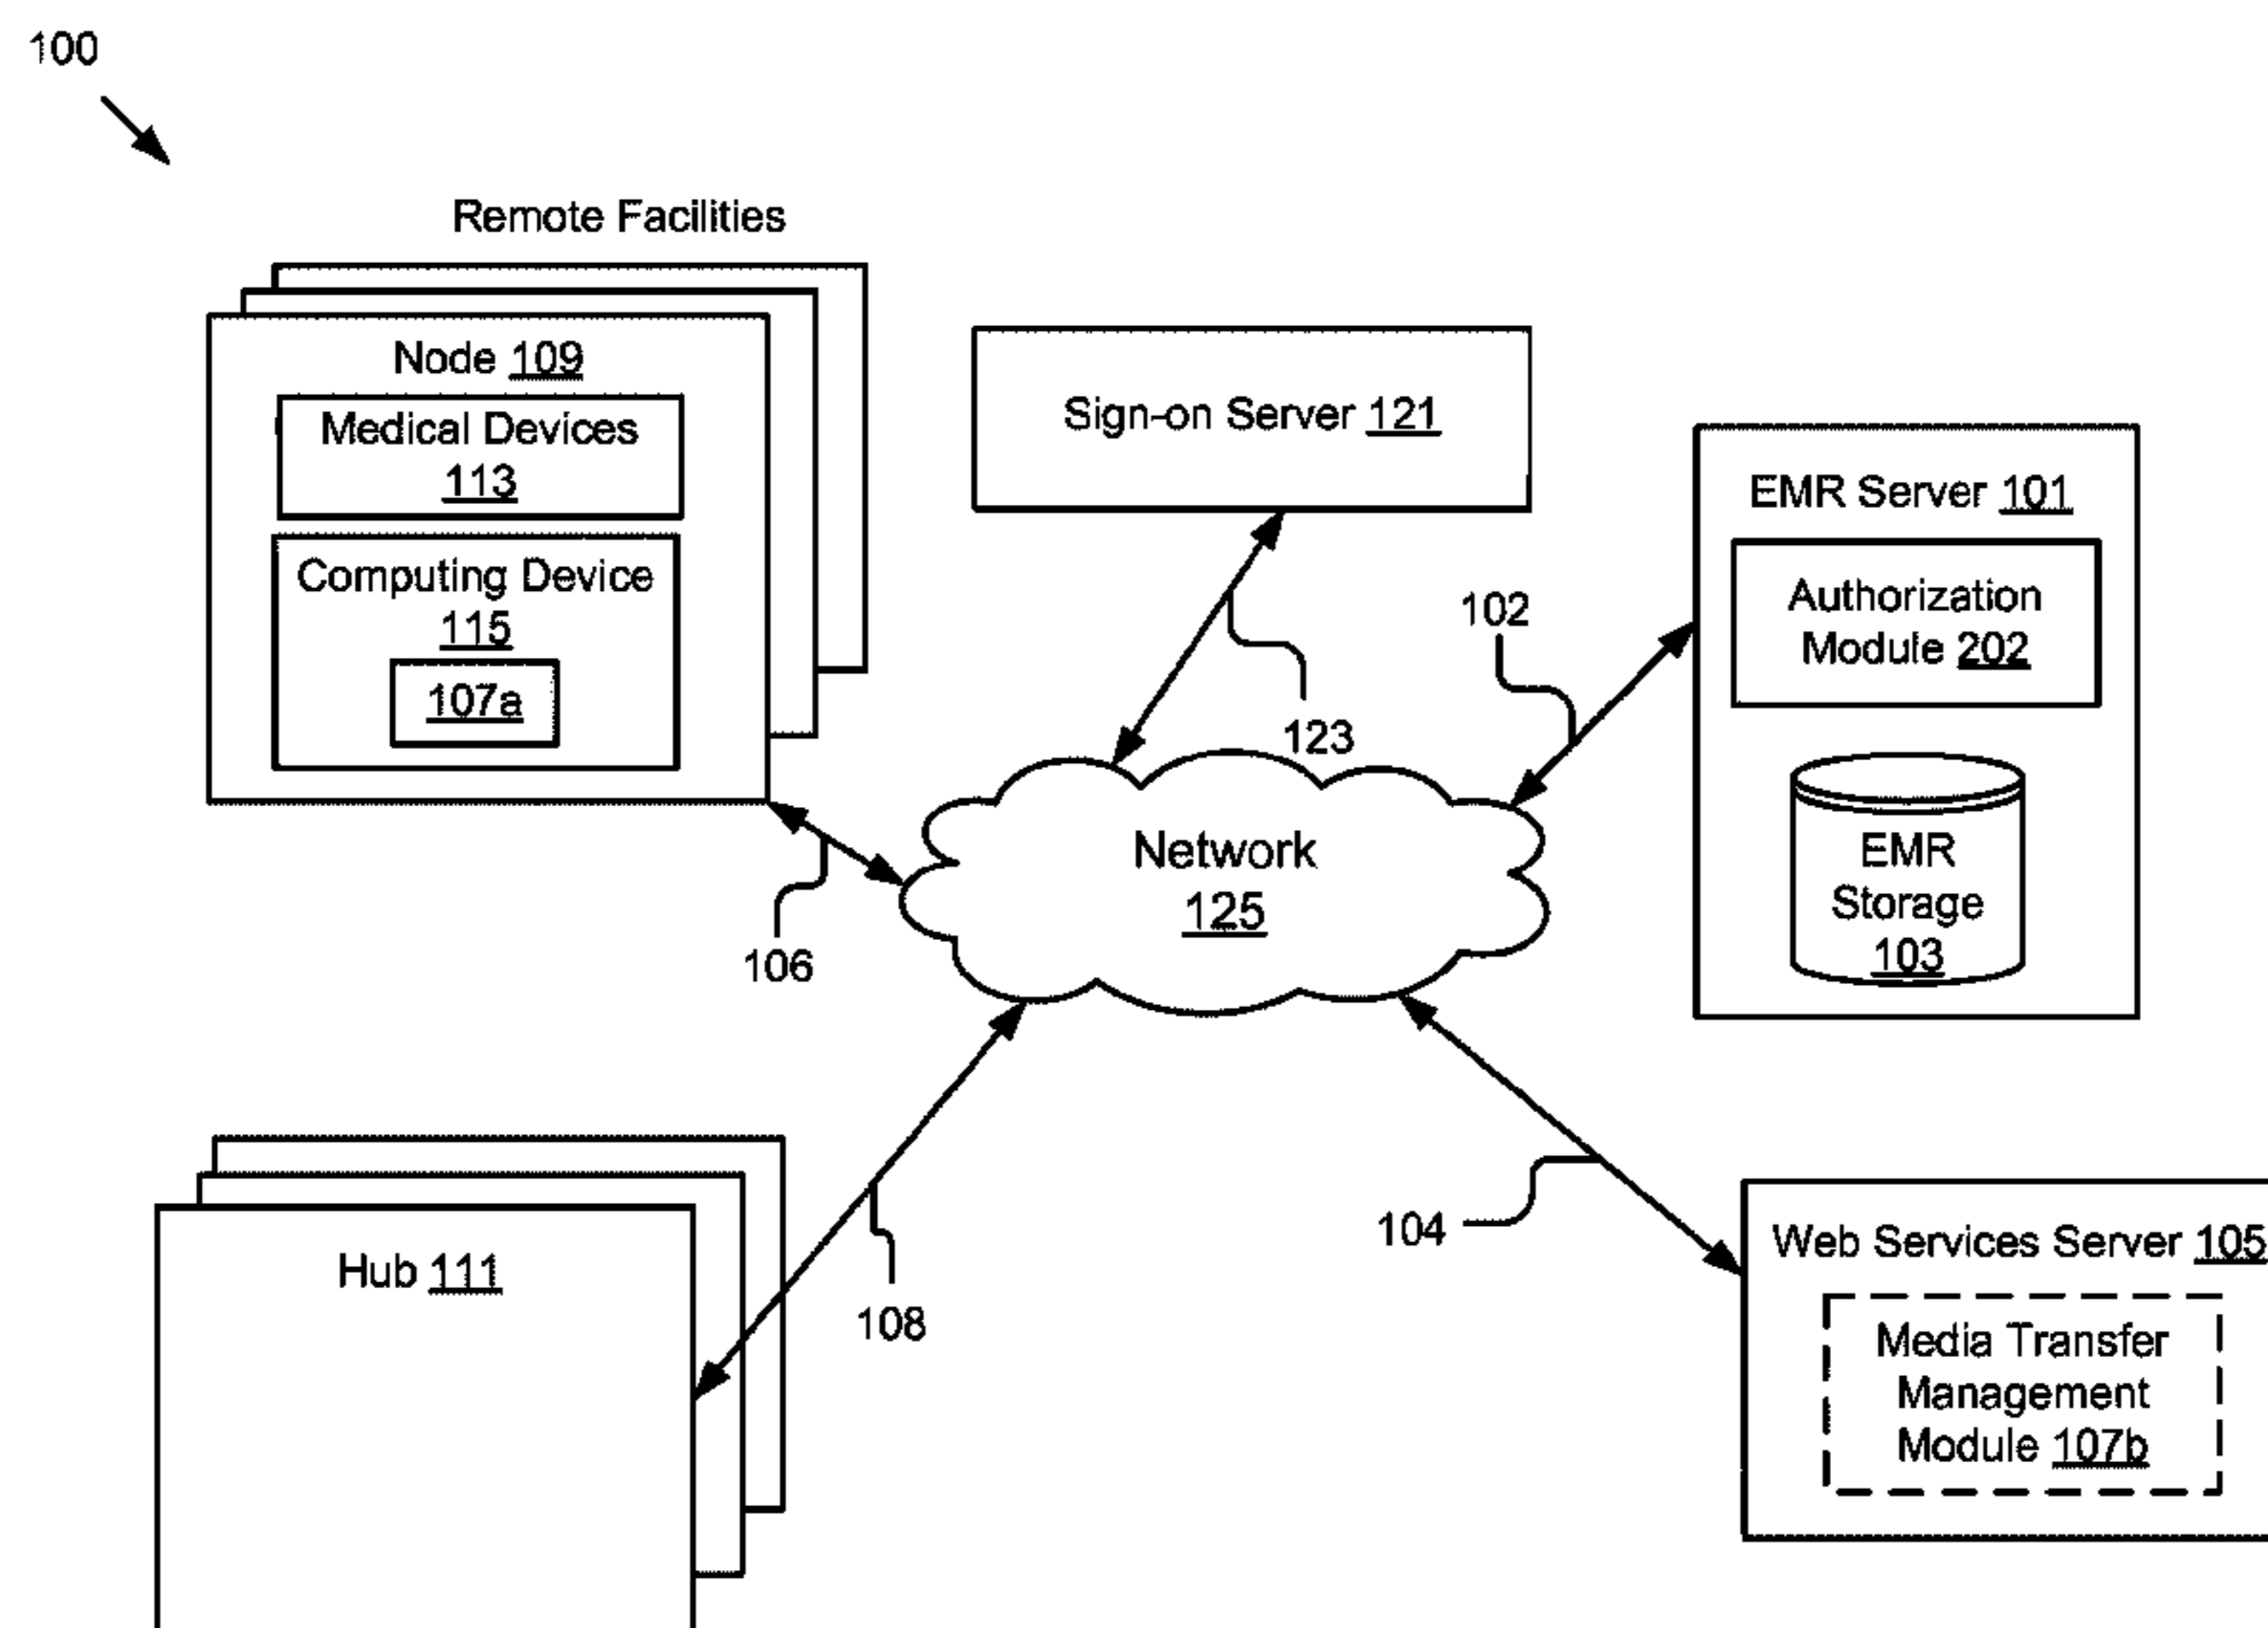 100
Remote Facilities
Node 109
Medical Devices
113
Computing Device
115
107a
Sign-on Server 121
EMR Server 101
Authorization
Module 202
EMR
Storage
103
102
123
Network
125
106
108
104
Hub 111
Web Services Server 105
Media Transfer
Management
Module 107b